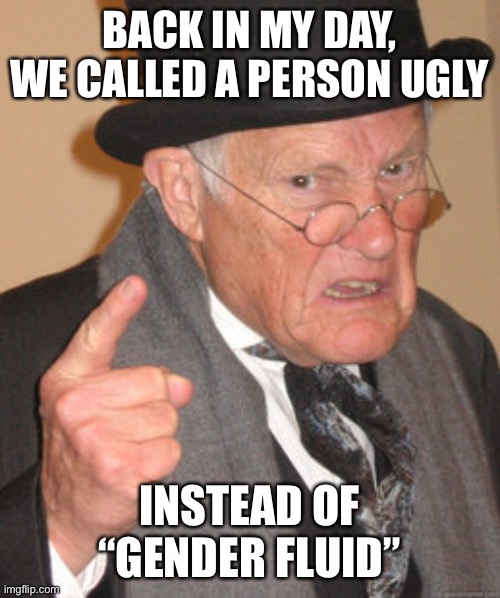 BACK IN MY DAY,
WE CALLED A PERSON UGLY
INSTEAD OF
“GENDER FLUID”
imgflip.com